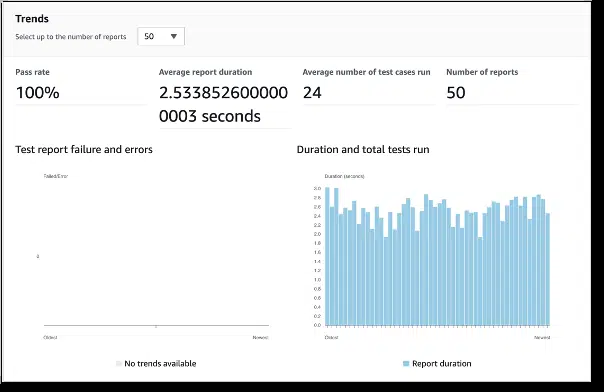 Trends
Select up to the number of reports 50
Pass rate Average report duration Average number of test cases run Number of reports
100% 2.533852600000 24 50
0003 seconds
Test report failure and errors Duration and total tests run
Failed/Error Duration (seconds)
3.0
2.8
2.6
2.4
2.2
2.0
1.8
1.6
1.4
1.2
1.0
0.8
0.6
0.4
0.2
0.0
Oldest Newest Oldest Newest
No trends available Report duration